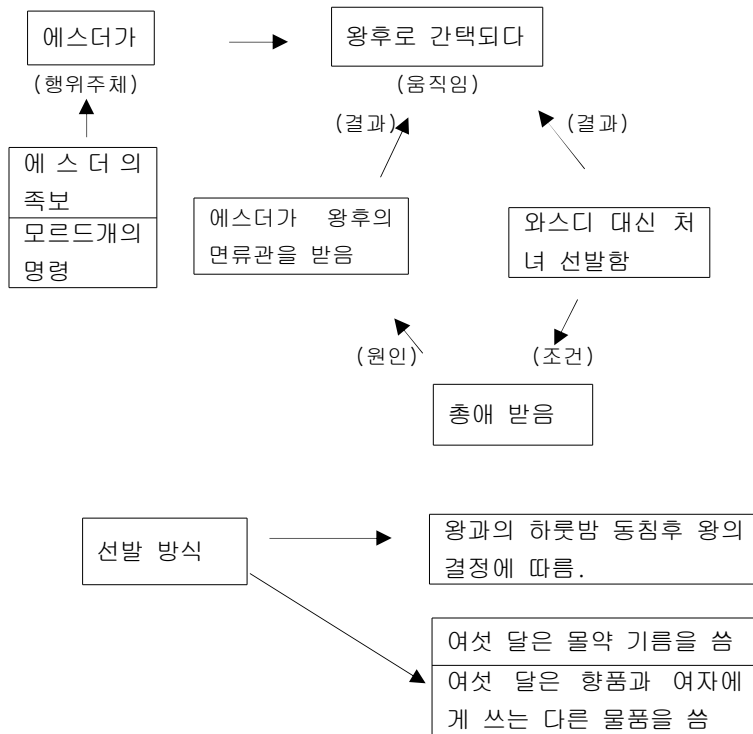 에스더가
왕후로 간택되다
(행위주체)
(움직임)
(결과)
(결과)
에 스 더 의
족보
모르드개의
명령
에스더가 왕후의
면류관을 받음
와스디 대신 처
녀 선발함
(원인)
(조건)
총애 받음
선발 방식
왕과의 하룻밤 동침후 왕의
결정에 따름.
여섯 달은 몰약 기름을 씀
여섯 달은 향품과 여자에
게 쓰는 다른 물품을 씀